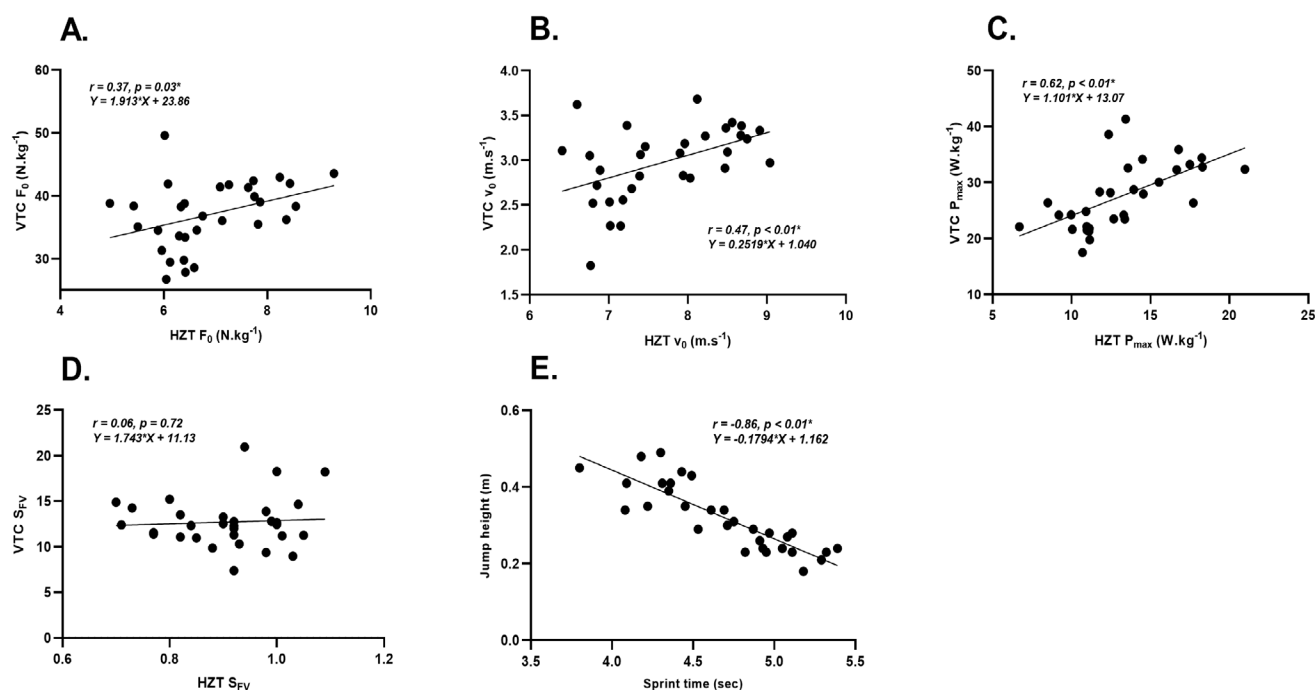 A.
r = 0.37, p = 0.03*
Y = 1.913*X + 23.86
VTC F₀ (N.kg⁻¹)
60
50
40
30
4
6
8
10
HZT F₀ (N.kg⁻¹)
B.
4.0
3.5
3.0
2.5
2.0
1.5
VTC v₀ (m.s⁻¹)
r = 0.47, p < 0.01*
Y = 0.2519*X + 1.040
6
7
8
9
10
HZT v₀ (m.s⁻¹)
C.
r = 0.62, p < 0.01*
Y = 1.101*X + 13.07
VTC Pmax (W.kg⁻¹)
50
40
30
20
10
5
10
15
20
25
HZT Pmax (W.kg⁻¹)
D.
r = 0.06, p = 0.72
Y = 1.743*X + 11.13
VTC SFV
25
20
15
10
5
0
0.6
0.8
1.0
1.2
HZT SFV
E.
r = -0.86, p < 0.01*
Y = -0.1794*X + 1.162
Jump height (m)
0.6
0.4
0.2
0.0
3.5
4.0
4.5
5.0
5.5
Sprint time (sec)